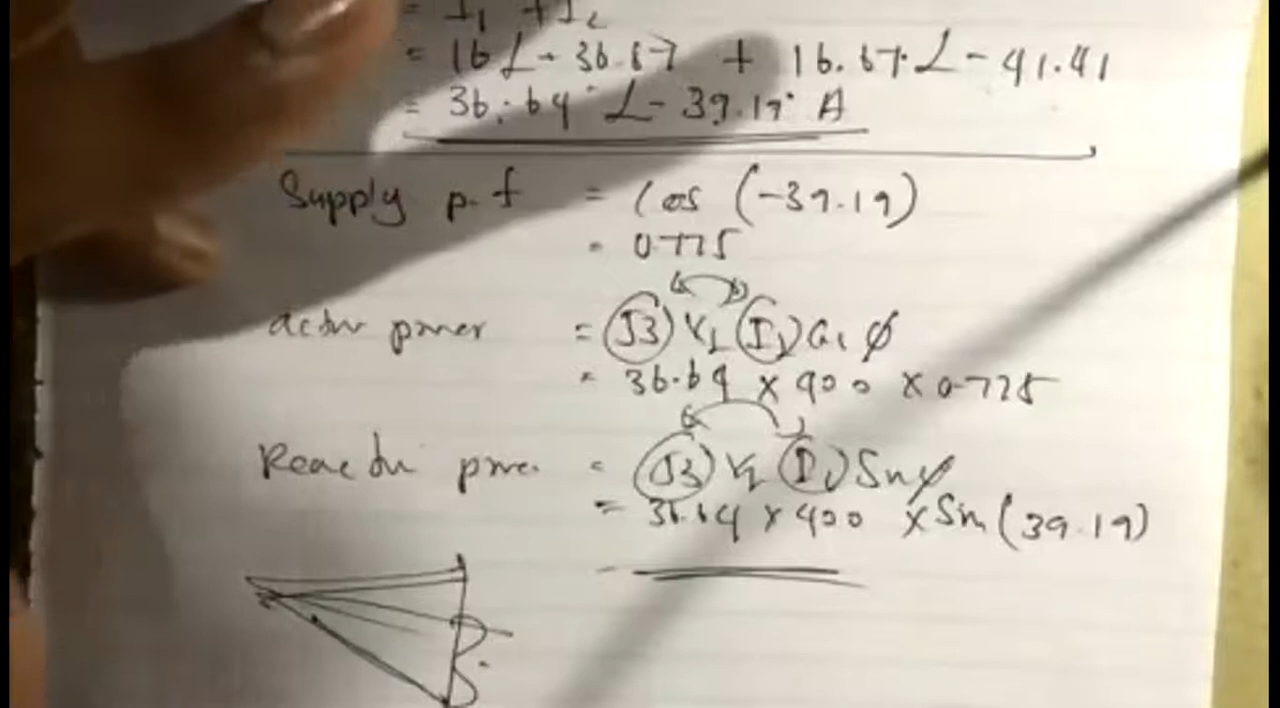 = I₁ + I₂
= 16∠-36.87 + 16.67∠-41.41
= 36.64 ∠-39.19° A
Supply p.f = Cos (-39.19)
= 0.775
active power = √3 V_L I_L Cos ø
= 36.64 × 400 × 0.775
Reactive power = √3 V_L I_L Sin ø
= 36.64 × 400 × Sin (39.19)